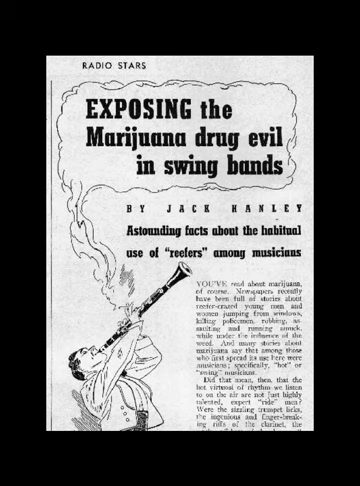 RADIO STARS
EXPOSING the
Marijuana drug evil
in swing bands
BY JACK HANLEY
Astounding facts about the habitual
use of "reefers" among musicians
YOU'VE read about marijuana,
of course. Newspapers recently
have been full of stories about
reefer-crazed young men and
women jumping from windows,
killing policemen, robbing, as-
saulting and running amuck,
while under the influence of the
weed. And many stories about
marijuana say that among those
who first spread its use here were
musicians; specifically, "hot" or
"swing" musicians.
Did that mean, then, that the
hot virtuosi of rhythm we listen
to on the air are not just highly
talented, expert "ride" men?
Were the sizzling trumpet licks,
the ingenious and finger-break-
ing riffs of the clarinet, the